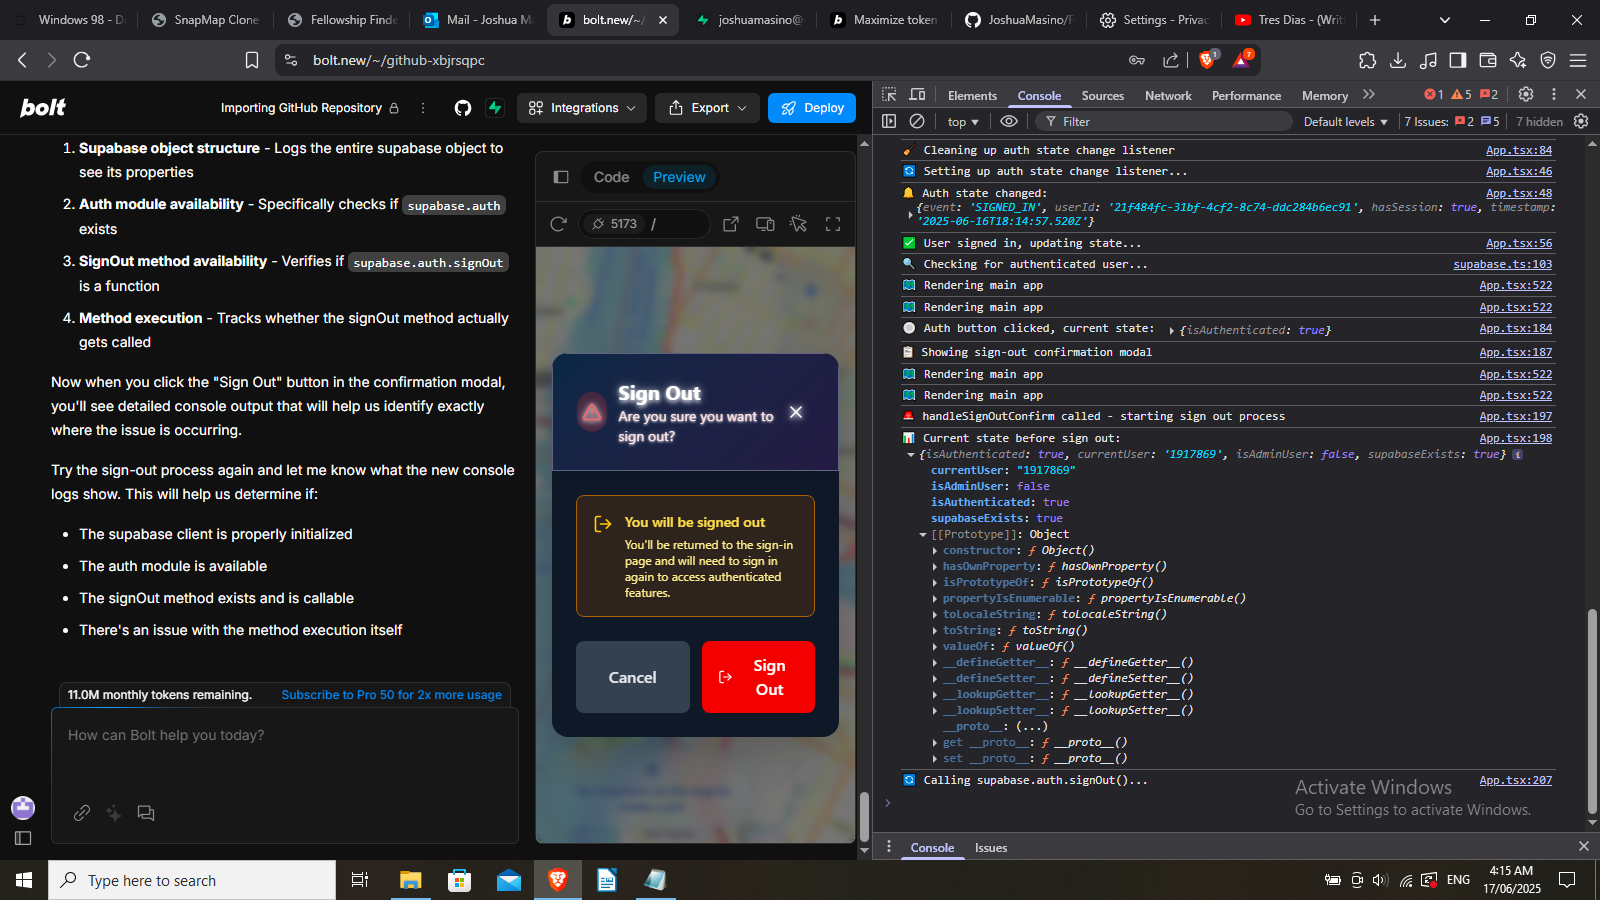 Windows 98 - D
SnapMap Clone
Fellowship Finde
Mail - Joshua Ma
bolt.new/~/
joshuamasino@
Maximize token
JoshuaMasino/F
Settings - Privac
Tres Dias - (Writ
bolt.new/~/github-xbjrsqpc
1
7
bolt
Importing GitHub Repository
Integrations
Export
Deploy
1. Supabase object structure - Logs the entire supabase object to
see its properties
2. Auth module availability - Specifically checks if supabase.auth
exists
3. SignOut method availability - Verifies if supabase.auth.signOut
is a function
4. Method execution - Tracks whether the signOut method actually
gets called
Now when you click the "Sign Out" button in the confirmation modal,
you'll see detailed console output that will help us identify exactly
where the issue is occurring.
Try the sign-out process again and let me know what the new console
logs show. This will help us determine if:
• The supabase client is properly initialized
• The auth module is available
• The signOut method exists and is callable
• There's an issue with the method execution itself
11.0M monthly tokens remaining. Subscribe to Pro 50 for 2x more usage
How can Bolt help you today?
Code
Preview
5173 /
Sign Out
Are you sure you want to
sign out?
You will be signed out
You'll be returned to the sign-in
page and will need to sign in
again to access authenticated
features.
Cancel
Sign
Out
Elements
Console
Sources
Network
Performance
Memory
1
5
2
top
Filter
Default levels
7 Issues: 2 5
7 hidden
Cleaning up auth state change listener App.tsx:84
Setting up auth state change listener... App.tsx:46
Auth state changed: App.tsx:48
{event: 'SIGNED_IN', userId: '21f484fc-31bf-4cf2-8c74-ddc284b6ec91', hasSession: true, timestamp:
'2025-06-16T18:14:57.520Z'}
User signed in, updating state... App.tsx:56
Checking for authenticated user... supabase.ts:103
Rendering main app App.tsx:522
Rendering main app App.tsx:522
Auth button clicked, current state: {isAuthenticated: true} App.tsx:184
Showing sign-out confirmation modal App.tsx:187
Rendering main app App.tsx:522
Rendering main app App.tsx:522
handleSignOutConfirm called - starting sign out process App.tsx:197
Current state before sign out: App.tsx:198
{isAuthenticated: true, currentUser: '1917869', isAdminUser: false, supabaseExists: true}
currentUser: "1917869"
isAdminUser: false
isAuthenticated: true
supabaseExists: true
[[Prototype]]: Object
constructor: ƒ Object()
hasOwnProperty: ƒ hasOwnProperty()
isPrototypeOf: ƒ isPrototypeOf()
propertyIsEnumerable: ƒ propertyIsEnumerable()
toLocaleString: ƒ toLocaleString()
toString: ƒ toString()
valueOf: ƒ valueOf()
__defineGetter__: ƒ __defineGetter__()
__defineSetter__: ƒ __defineSetter__()
__lookupGetter__: ƒ __lookupGetter__()
__lookupSetter__: ƒ __lookupSetter__()
__proto__: (...)
get __proto__: ƒ __proto__()
set __proto__: ƒ __proto__()
Calling supabase.auth.signOut()... App.tsx:207
Activate Windows
Go to Settings to activate Windows.
Console
Issues
Type here to search
ENG
4:15 AM
17/06/2025